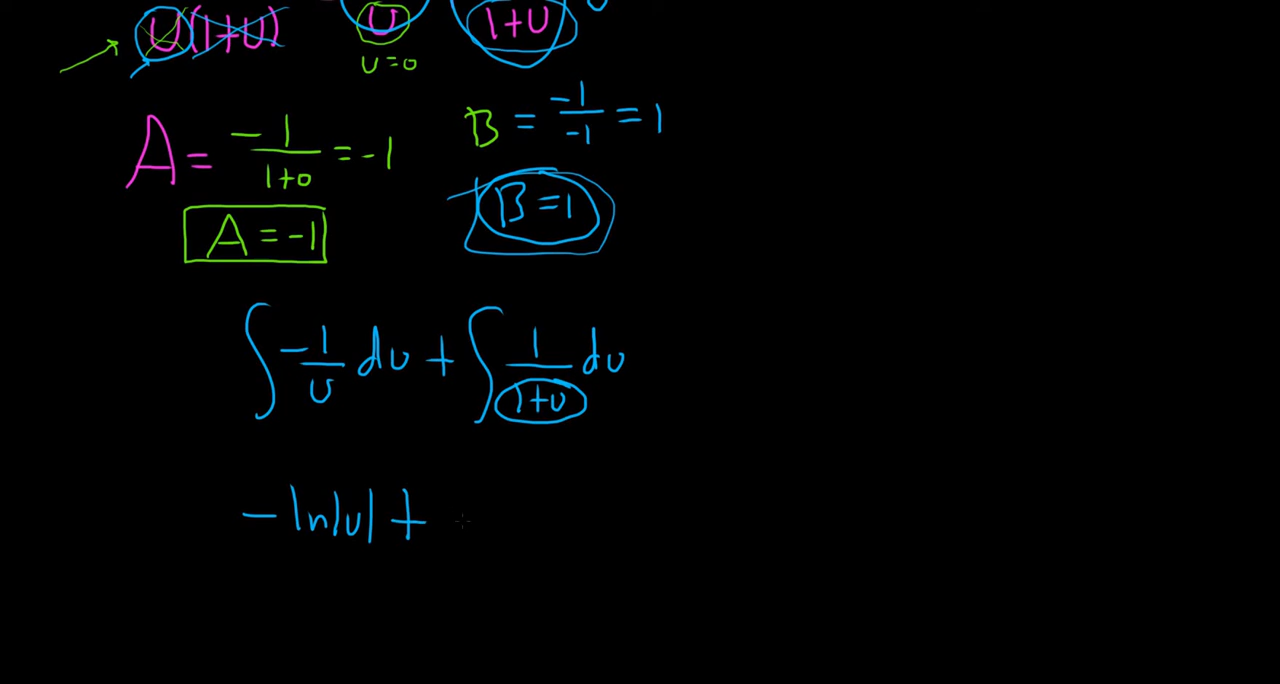 U(1+U) U 1+U
U=0
A = -1/(1+0) = -1 B = -1/-1 = 1
A = -1 B = 1
∫ -1/U du + ∫ 1/(1+U) du
- ln|U| +